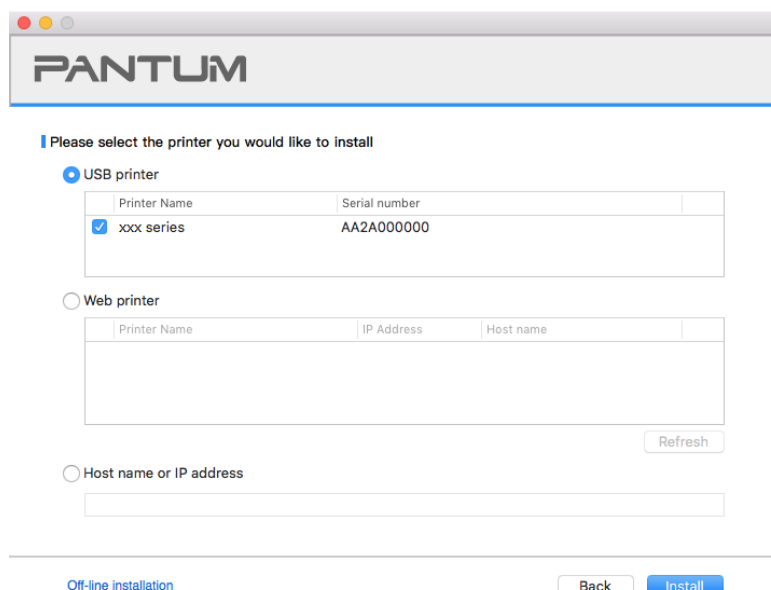 PANTUM
Please select the printer you would like to install
USB printer
Printer Name Serial number
xxx series AA2A000000
Web printer
Printer Name IP Address Host name
Refresh
Host name or IP address
Off-line installation Back Install